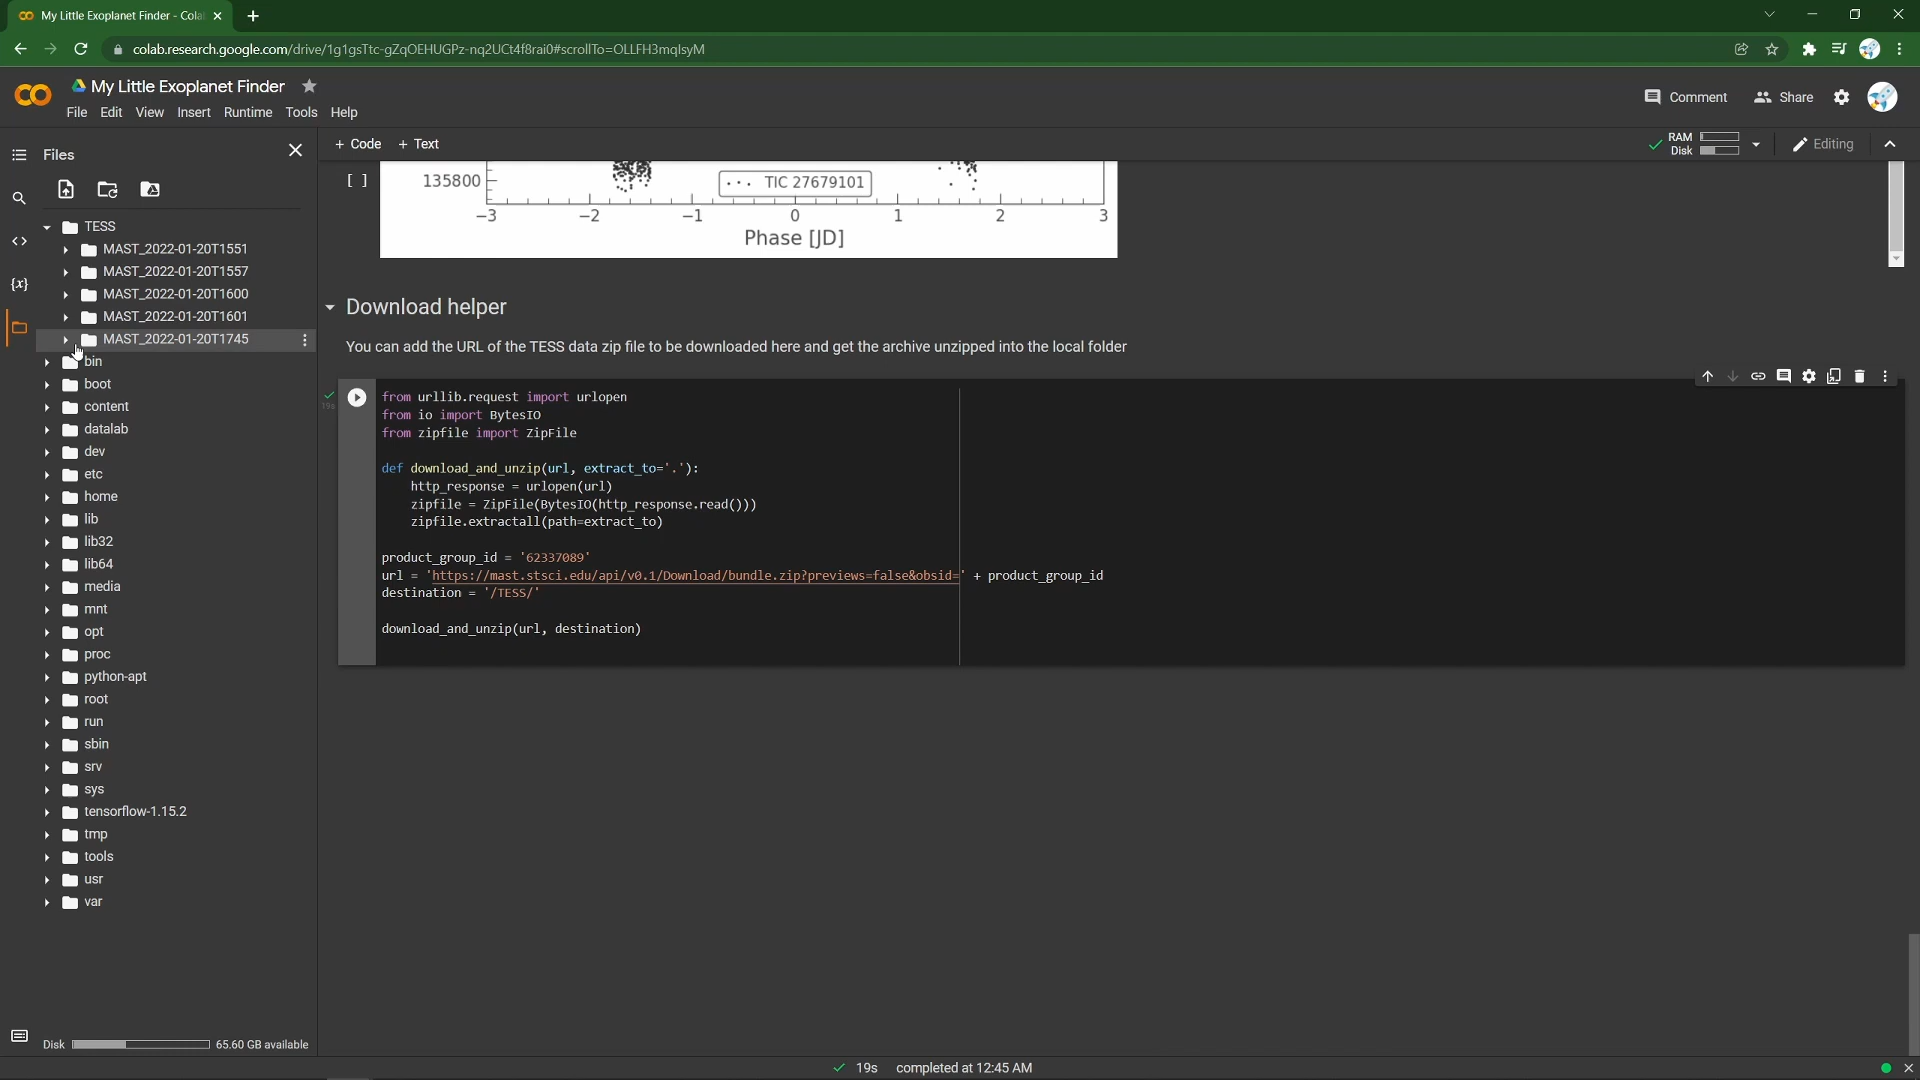 My Little Exoplanet Finder - Cola
colab.research.google.com/drive/1g1gsTtc-gZqOEHUGPz-nq2UCt4f8rai0#scrollTo=OLLFH3mqlsyM
My Little Exoplanet Finder
File Edit View Insert Runtime Tools Help
Comment
Share
Files
+ Code + Text
RAM
Disk
Editing
TESS
MAST_2022-01-20T1551
MAST_2022-01-20T1557
MAST_2022-01-20T1600
MAST_2022-01-20T1601
MAST_2022-01-20T1745
bin
boot
content
datalab
dev
etc
home
lib
lib32
lib64
media
mnt
opt
proc
python-apt
root
run
sbin
srv
sys
tensorflow-1.15.2
tmp
tools
usr
var
Disk
65.60 GB available
[ ]
135800
TIC 27679101
−3 −2 −1 0 1 2 3
Phase [JD]
Download helper
You can add the URL of the TESS data zip file to be downloaded here and get the archive unzipped into the local folder
19s
from urllib.request import urlopen
from io import BytesIO
from zipfile import ZipFile
def download_and_unzip(url, extract_to='.'):
http_response = urlopen(url)
zipfile = ZipFile(BytesIO(http_response.read()))
zipfile.extractall(path=extract_to)
product_group_id = '62337089'
url = 'https://mast.stsci.edu/api/v0.1/Download/bundle.zip?previews=false&obsid=' + product_group_id
destination = '/TESS/'
download_and_unzip(url, destination)
19s completed at 12:45 AM